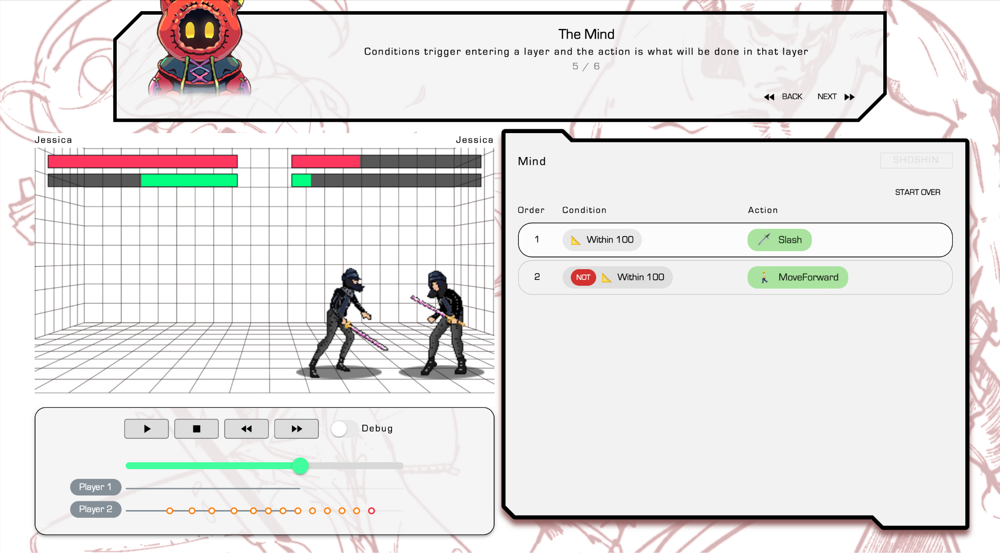 The Mind
Conditions trigger entering a layer and the action is what will be done in that layer
5 / 6
BACK NEXT
Jessica
Jessica
Mind
SHOSHIN
START OVER
Order Condition Action
1 Within 100 Slash
2 NOT Within 100 MoveForward
Debug
Player 1
Player 2